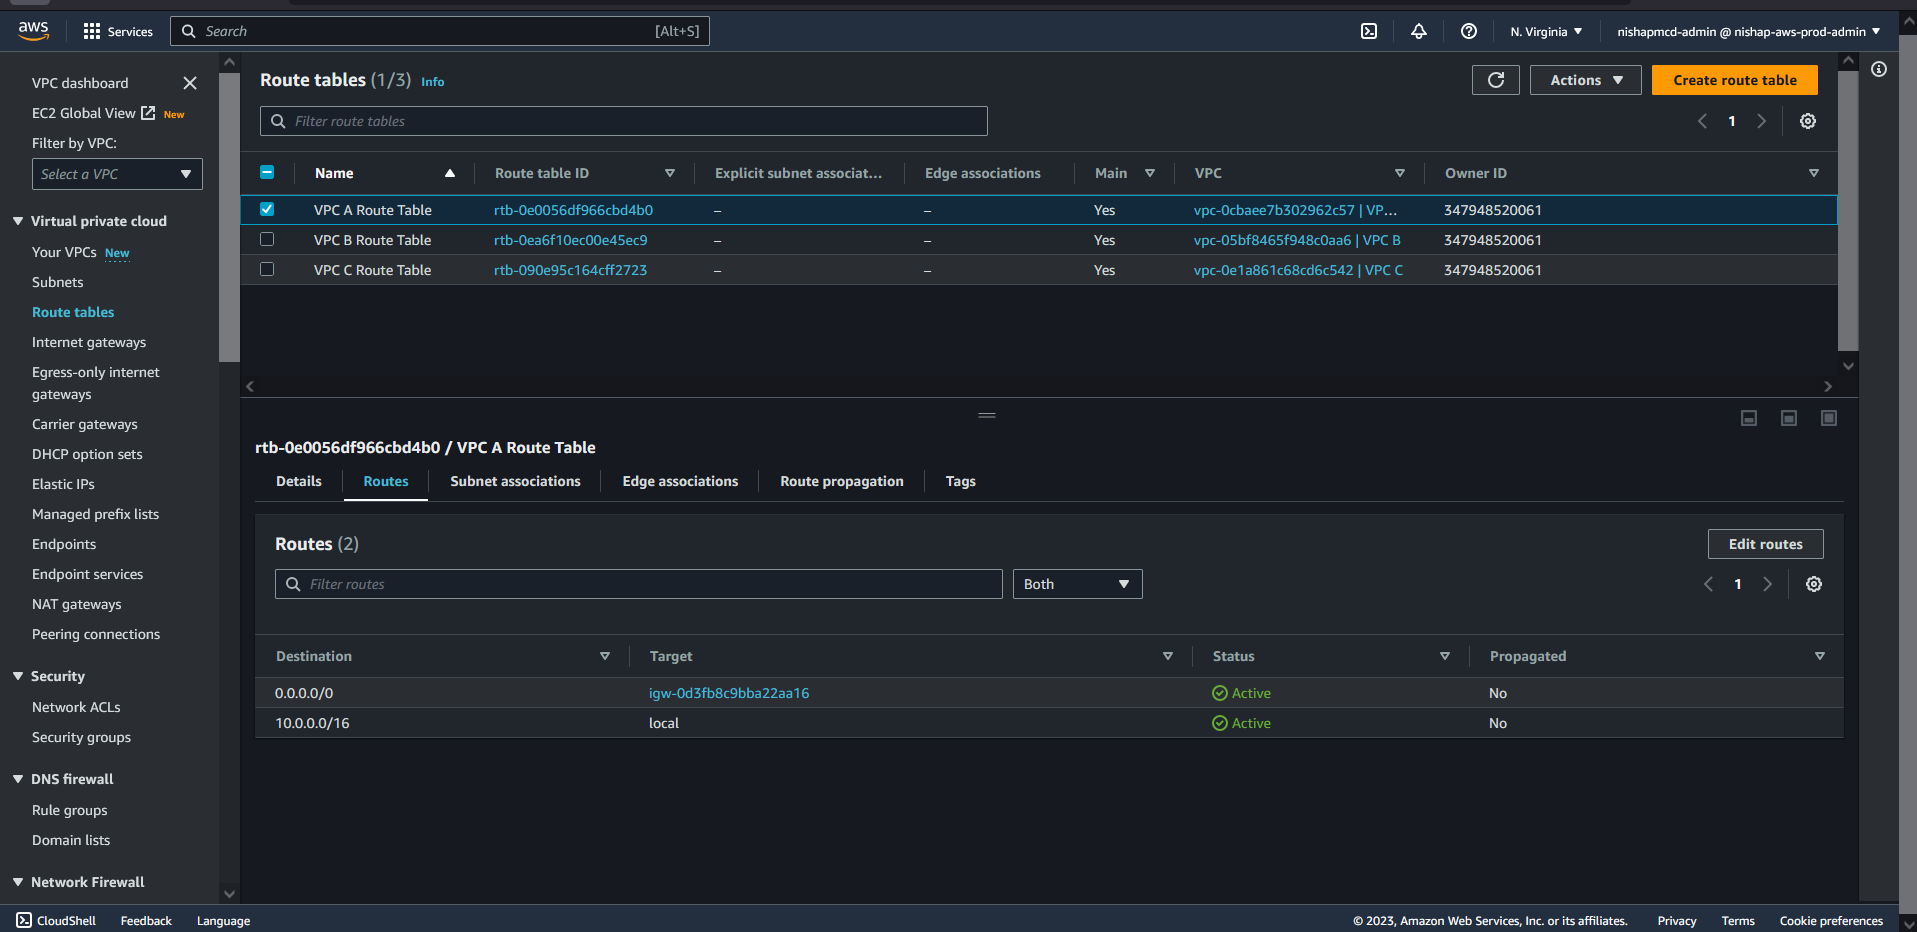 aws
Services
Search [Alt+S]
N. Virginia
nishapmcd-admin @ nishap-aws-prod-admin
VPC dashboard
EC2 Global View New
Filter by VPC:
Select a VPC
Virtual private cloud
Your VPCs New
Subnets
Route tables
Internet gateways
Egress-only internet
gateways
Carrier gateways
DHCP option sets
Elastic IPs
Managed prefix lists
Endpoints
Endpoint services
NAT gateways
Peering connections
Security
Network ACLs
Security groups
DNS firewall
Rule groups
Domain lists
Network Firewall
Route tables (1/3) Info
Actions
Create route table
Filter route tables
1
Name Route table ID Explicit subnet associat... Edge associations Main VPC Owner ID
VPC A Route Table rtb-0e0056df966cbd4b0 – – Yes vpc-0cbaee7b302962c57 | VP... 347948520061
VPC B Route Table rtb-0ea6f10ec00e45ec9 – – Yes vpc-05bf8465f948c0aa6 | VPC B 347948520061
VPC C Route Table rtb-090e95c164cff2723 – – Yes vpc-0e1a861c68cd6c542 | VPC C 347948520061
rtb-0e0056df966cbd4b0 / VPC A Route Table
Details Routes Subnet associations Edge associations Route propagation Tags
Routes (2)
Edit routes
Filter routes
Both
1
Destination Target Status Propagated
0.0.0.0/0 igw-0d3fb8c9bba22aa16 Active No
10.0.0.0/16 local Active No
CloudShell Feedback Language
© 2023, Amazon Web Services, Inc. or its affiliates. Privacy Terms Cookie preferences